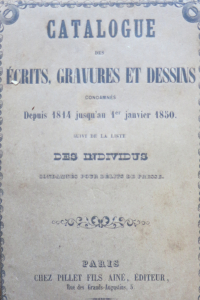 CATALOGUE
DES
ÉCRITS, GRAVURES ET DESSINS
CONDAMNÉS
Depuis 1814 jusqu'au 1er janvier 1850.
SUIVI DE LA LISTE
DES INDIVIDUS
CONDAMNÉS POUR DÉLITS DE PRESSE.
PARIS
CHEZ PILLET FILS AINÉ, ÉDITEUR,
Rue des Grands-Augustins, 5